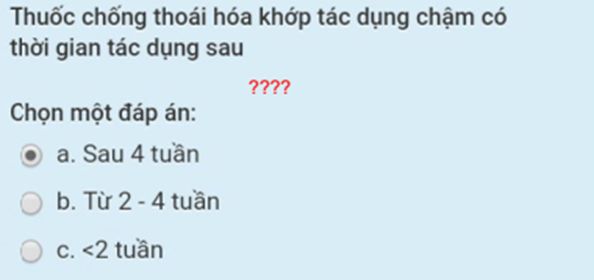 Thuốc chống thoái hóa khớp tác dụng chậm có
thời gian tác dụng sau
????
Chọn một đáp án:
a. Sau 4 tuần
b. Từ 2 - 4 tuần
c. <2 tuần